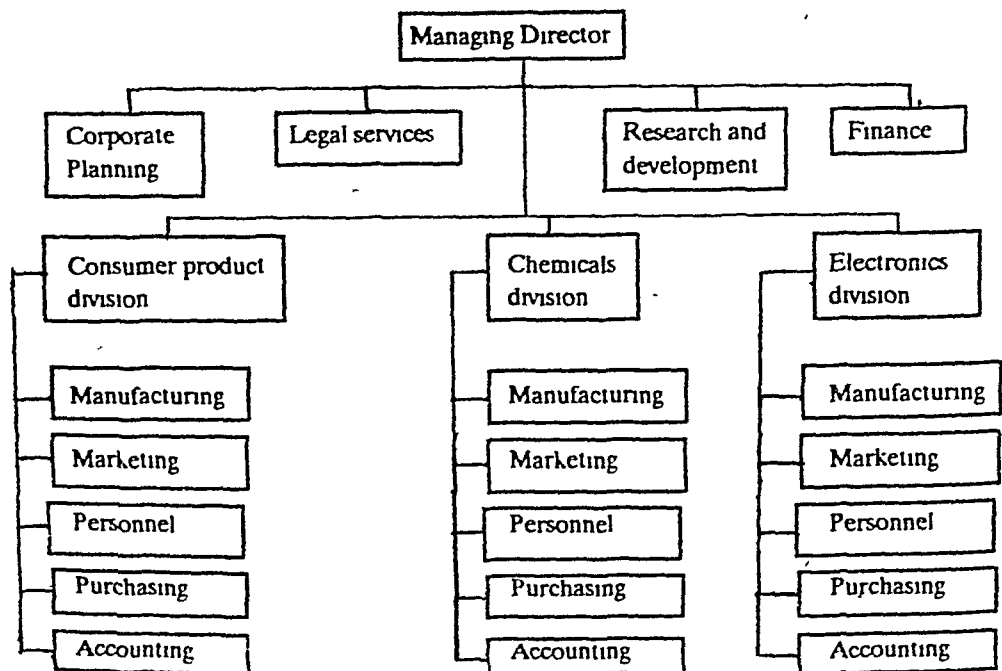 Managing Director
Corporate
Planning
Legal services
Research and
development
Finance
Consumer product
division
Chemicals
division
Electronics
division
Manufacturing
Marketing
Personnel
Purchasing
Accounting
Manufacturing
Marketing
Personnel
Purchasing
Accounting
Manufacturing
Marketing
Personnel
Purchasing
Accounting